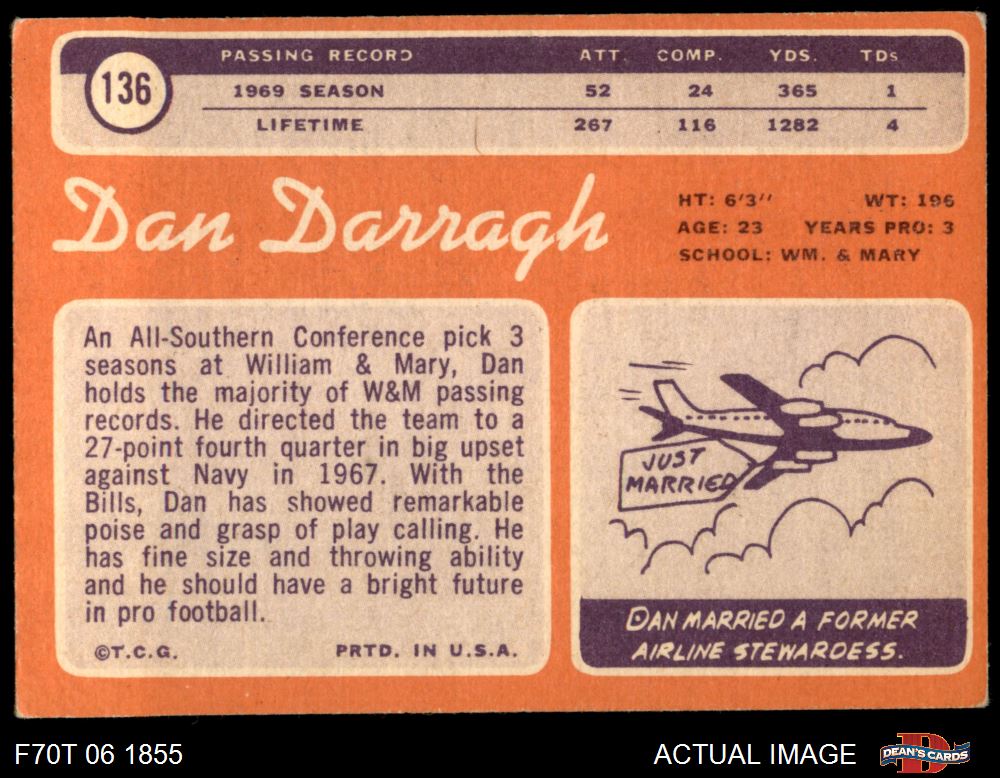 136
PASSING RECORD ATT. COMP. YDS. TDs
1969 SEASON 52 24 365 1
LIFETIME 267 116 1282 4
Dan Darragh
HT: 6'3'' WT: 196
AGE: 23 YEARS PRO: 3
SCHOOL: WM. & MARY
An All-Southern Conference pick 3
seasons at William & Mary, Dan
holds the majority of W&M passing
records. He directed the team to a
27-point fourth quarter in big upset
against Navy in 1967. With the
Bills, Dan has showed remarkable
poise and grasp of play calling. He
has fine size and throwing ability
and he should have a bright future
in pro football.
©T.C.G. PRTD. IN U.S.A.
JUST
MARRIED
DAN MARRIED A FORMER
AIRLINE STEWARDESS.
F70T 06 1855
ACTUAL IMAGE
DEAN'S CARDS